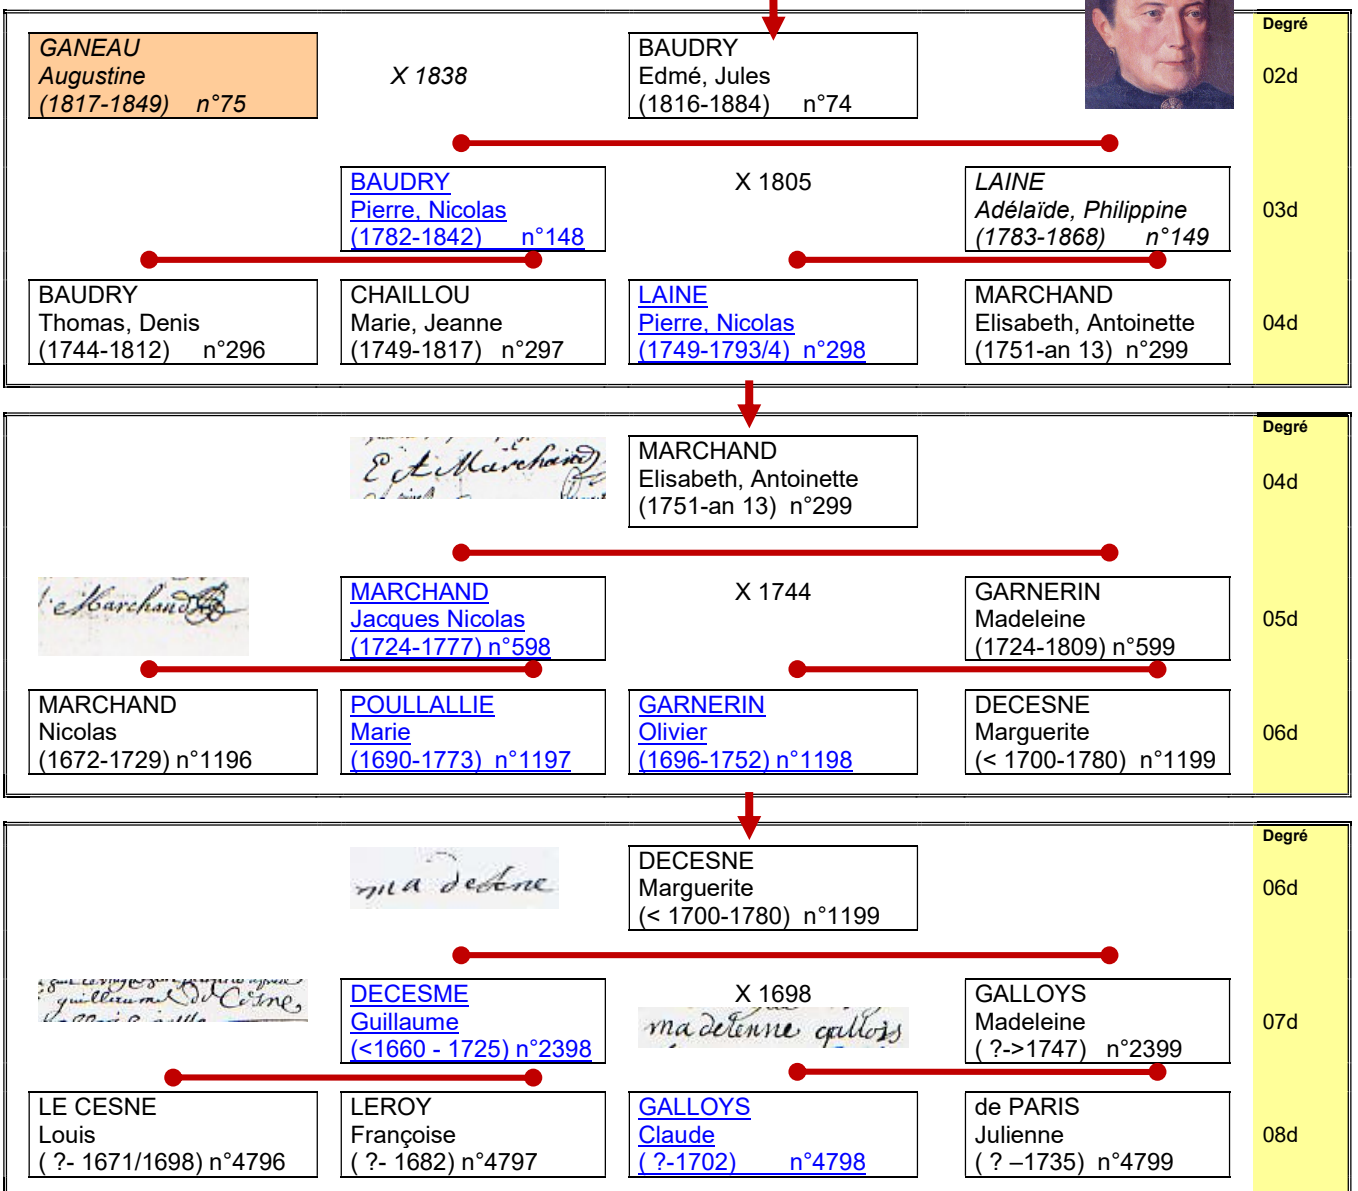 Degré
GANEAU
Augustine
(1817-1849) n°75
X 1838
BAUDRY
Edmé, Jules
(1816-1884) n°74
02d
BAUDRY
Pierre, Nicolas
(1782-1842) n°148
X 1805
LAINE
Adélaïde, Philippine
(1783-1868) n°149
03d
BAUDRY
Thomas, Denis
(1744-1812) n°296
CHAILLOU
Marie, Jeanne
(1749-1817) n°297
LAINE
Pierre, Nicolas
(1749-1793/4) n°298
MARCHAND
Elisabeth, Antoinette
(1751-an 13) n°299
04d
Degré
E A Marchand
MARCHAND
Elisabeth, Antoinette
(1751-an 13) n°299
04d
Marchand
MARCHAND
Jacques Nicolas
(1724-1777) n°598
X 1744
GARNERIN
Madeleine
(1724-1809) n°599
05d
MARCHAND
Nicolas
(1672-1729) n°1196
POULLALLIE
Marie
(1690-1773) n°1197
GARNERIN
Olivier
(1696-1752) n°1198
DECESNE
Marguerite
(< 1700-1780) n°1199
06d
Degré
ma decesne
DECESNE
Marguerite
(< 1700-1780) n°1199
06d
DECESME
Guillaume
(<1660 - 1725) n°2398
X 1698
madelenne gallois
GALLOYS
Madeleine
( ?->1747) n°2399
07d
LE CESNE
Louis
( ?- 1671/1698) n°4796
LEROY
Françoise
( ?- 1682) n°4797
GALLOYS
Claude
( ?-1702) n°4798
de PARIS
Julienne
( ? –1735) n°4799
08d